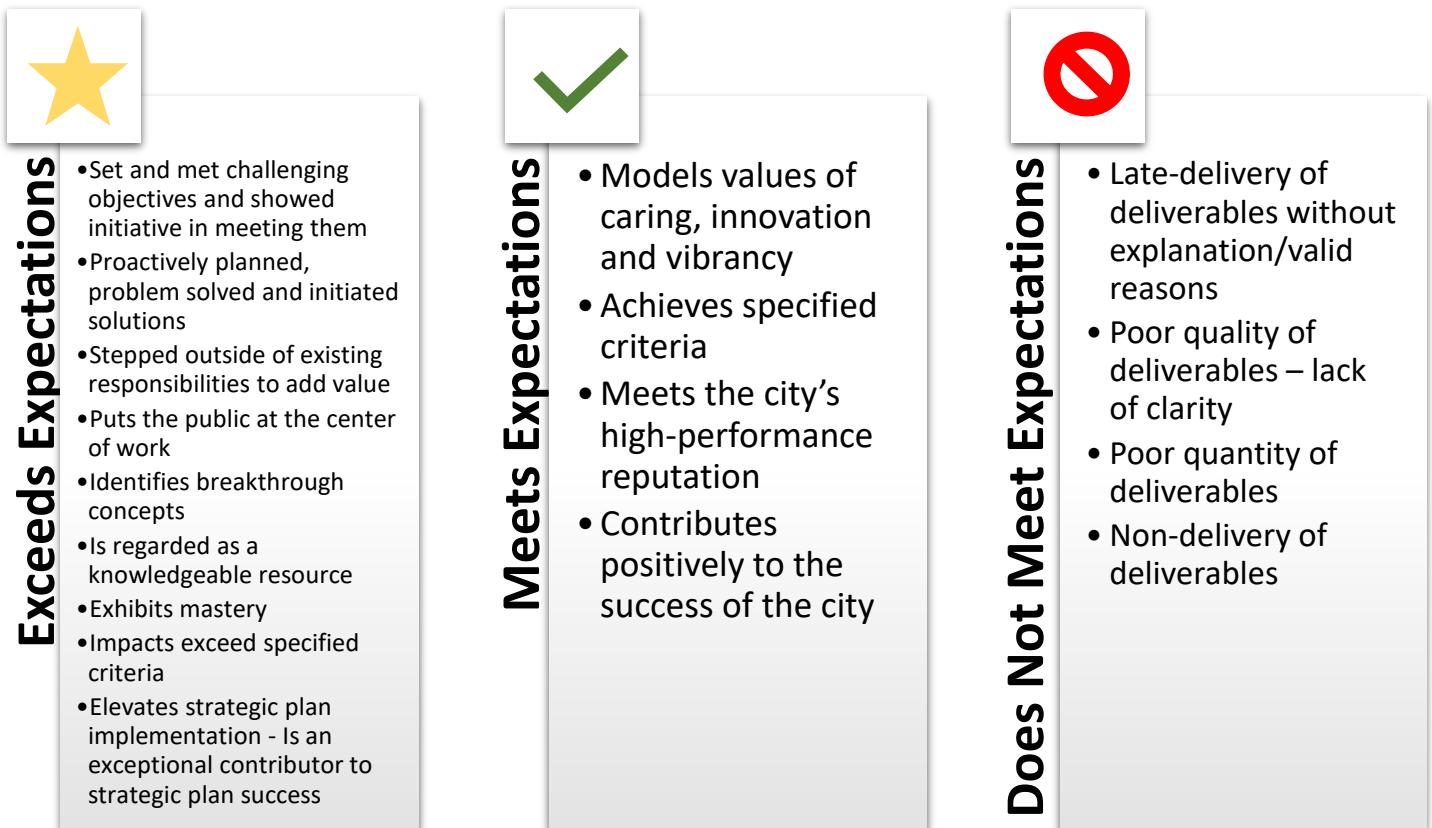 Exceeds Expectations
•Set and met challenging
objectives and showed
initiative in meeting them
•Proactively planned,
problem solved and initiated
solutions
•Stepped outside of existing
responsibilities to add value
•Puts the public at the center
of work
•Identifies breakthrough
concepts
•Is regarded as a
knowledgeable resource
•Exhibits mastery
•Impacts exceed specified
criteria
•Elevates strategic plan
implementation - Is an
exceptional contributor to
strategic plan success
Meets Expectations
• Models values of
caring, innovation
and vibrancy
• Achieves specified
criteria
• Meets the city’s
high-performance
reputation
• Contributes
positively to the
success of the city
Does Not Meet Expectations
• Late-delivery of
deliverables without
explanation/valid
reasons
• Poor quality of
deliverables – lack
of clarity
• Poor quantity of
deliverables
• Non-delivery of
deliverables